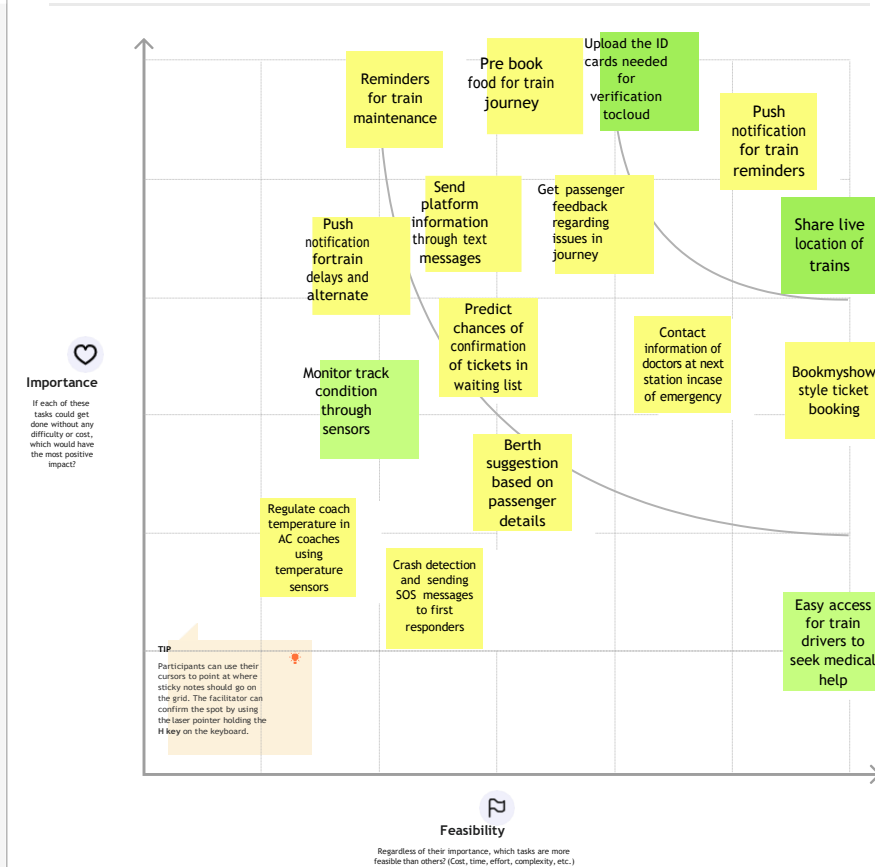 Reminders
for train
maintenance
Pre book
food for train
journey
Upload the ID
cards needed
for
verification
tocloud
Push
notification
for train
reminders
Send
platform
information
through text
messages
Get passenger
feedback
regarding
issues in
journey
Share live
location of
trains
Push
notification
fortrain
delays and
alternate
Predict
chances of
confirmation
of tickets in
waiting list
Contact
information of
doctors at next
station incase
of emergency
Bookmyshow
style ticket
booking
Monitor track
condition
through
sensors
Importance
If each of these
tasks could get
done without any
difficulty or cost,
which would have
the most positive
impact?
Berth
suggestion
based on
passenger
details
Regulate coach
temperature in
AC coaches
using
temperature
sensors
Crash detection
and sending
SOS messages
to first
responders
Easy access
for train
drivers to
seek medical
help
TIP
Participants can use their
cursors to point at where
sticky notes should go on
the grid. The facilitator can
confirm the spot by using
the laser pointer holding the
H key on the keyboard.
Feasibility
Regardless of their importance, which tasks are more
feasible than others? (Cost, time, effort, complexity, etc.)